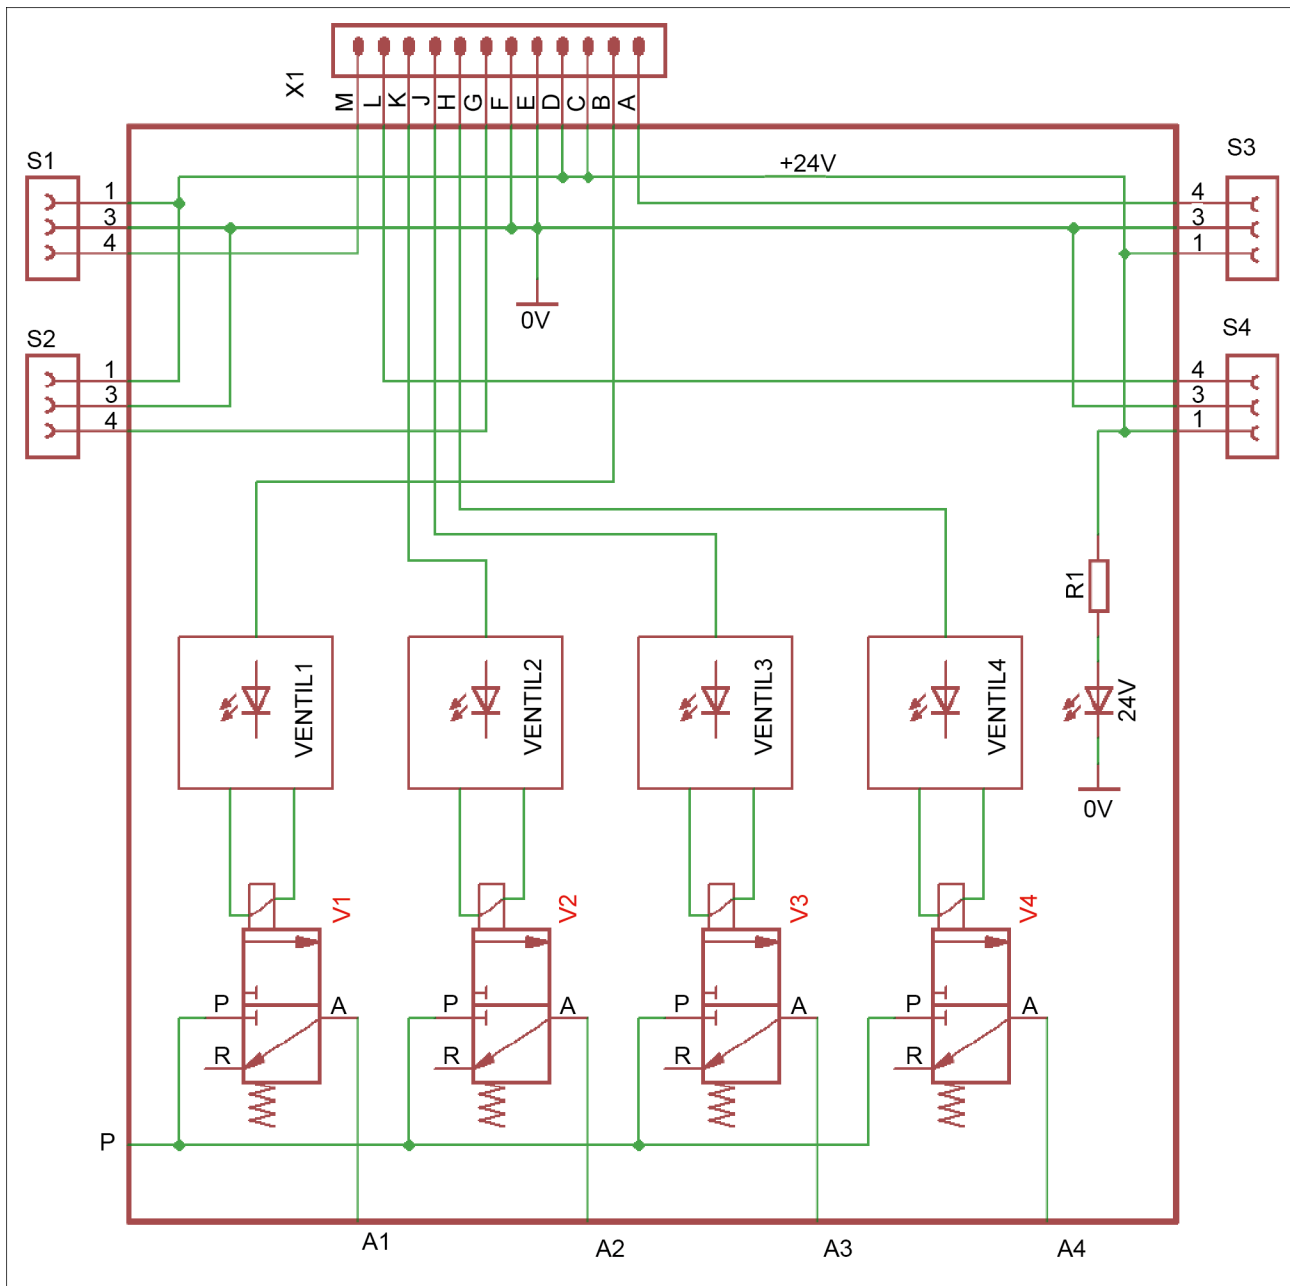 X1
M L K J H G F E D C B A
+24V
S1
1
3
4
S3
4
3
1
0V
S2
1
3
4
S4
4
3
1
R1
VENTIL1
VENTIL2
VENTIL3
VENTIL4
24V
0V
V1
V2
V3
V4
P A P A P A P A
R R R R
P
A1 A2 A3 A4